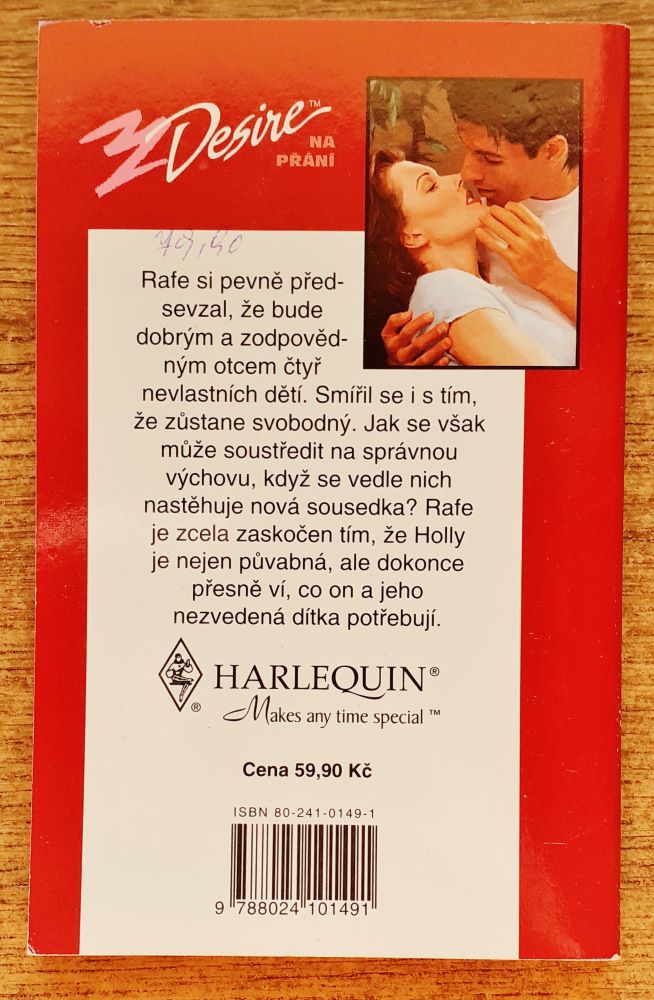 Desire™
NA
PŘÁNÍ
79,90
Rafe si pevně před-
sevzal, že bude
dobrým a zodpověd-
ným otcem čtyř
nevlastních dětí. Smířil se i s tím,
že zůstane svobodný. Jak se však
může soustředit na správnou
výchovu, když se vedle nich
nastěhuje nová sousedka? Rafe
je zcela zaskočen tím, že Holly
je nejen půvabná, ale dokonce
přesně ví, co on a jeho
nezvedená dítka potřebují.
HARLEQUIN®
®
Makes any time special™
Cena 59,90 Kč
ISBN 80-241-0149-1
9 788024 101491